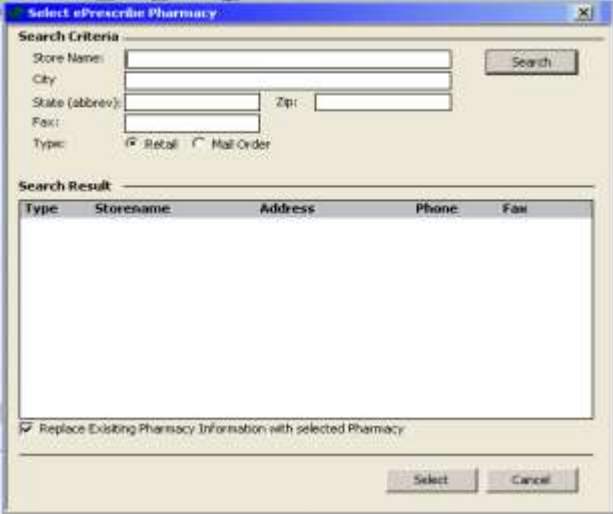 Select ePrescribe Pharmacy
Search Criteria
Store Name:
Search
City
State (abbrev): Zip:
Fax:
Type: Retail Mail Order
Search Result
Type Storename Address Phone Fax
Replace Exisiting Pharmacy Information with selected Pharmacy
Select Cancel